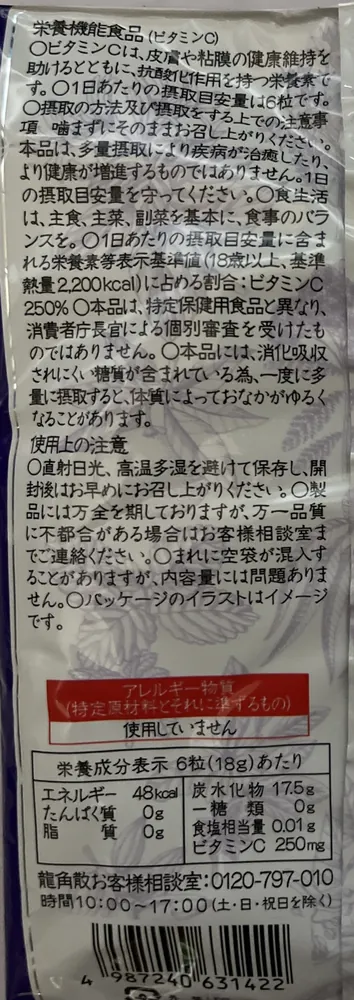 栄養機能食品(ビタミンC)
○ビタミンCは、皮膚や粘膜の健康維持を
助けるとともに、抗酸化作用を持つ栄養素で
す。○1日あたりの摂取目安量は6粒です。
○摂取の方法及び摂取をする上での注意事
項 噛まずにそのままお召し上がりください。
本品は、多量摂取により疾病が治癒したり、
より健康が増進するものではありません。1日
の摂取目安量を守ってください。○食生活
は、主食、主菜、副菜を基本に、食事のバラ
ンスを。○1日あたりの摂取目安量に含ま
れる栄養素等表示基準値(18歳以上、基準
熱量2,200kcal)に占める割合:ビタミンC
250%○本品は、特定保健用食品と異なり、
消費者庁長官による個別審査を受けたも
のではありません。○本品には、消化吸収
されにくい糖質が含まれている為、一度に多
量に摂取すると、体質によっておなかがゆるく
なることがあります。
使用上の注意
○直射日光、高温多湿を避けて保存し、開
封後はお早めにお召し上がりください。○製
品には万全を期しておりますが、万一品質
に不都合がある場合はお客様相談室ま
でご連絡ください。○まれに空袋が混入す
ることがありますが、内容量には問題ありま
せん。○パッケージのイラストはイメージ
です。
アレルギー物質
(特定原材料とそれに準ずるもの)
使用していません
栄養成分表示 6粒(18g)あたり
エネルギー 48kcal
たんぱく質 0g
脂質 0g
炭水化物 17.5g
-糖類 0g
食塩相当量 0.01g
ビタミンC 250mg
龍角散お客様相談室:0120-797-010
時間10:00〜17:00(土・日・祝日を除く)
4 987240 631422